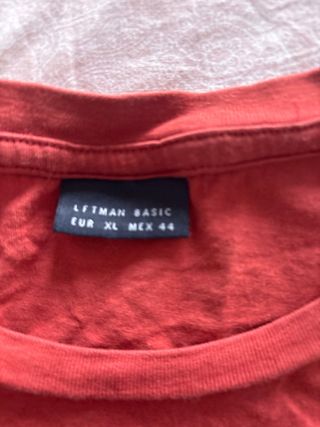 LFTMAN BASIC
EUR XL MEX 44